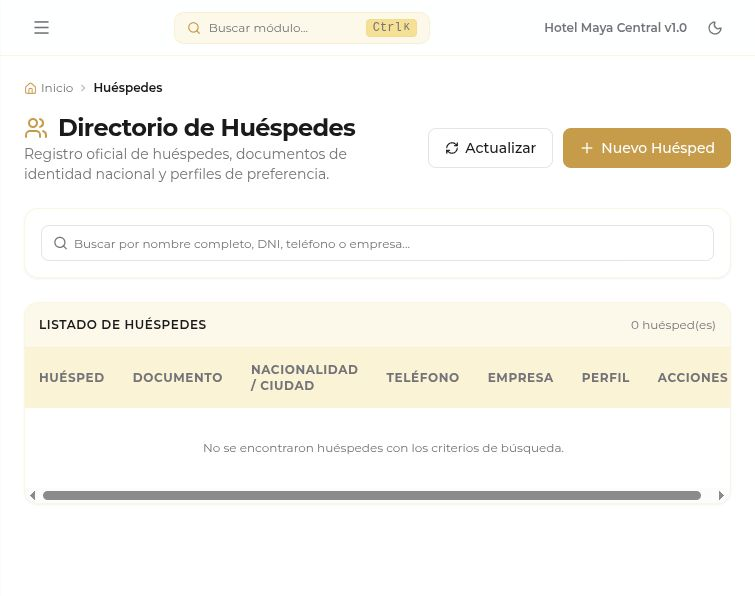 Buscar módulo... Ctrl K
Hotel Maya Central v1.0
Inicio > Huéspedes
Directorio de Huéspedes
Registro oficial de huéspedes, documentos de
identidad nacional y perfiles de preferencia.
Actualizar
+ Nuevo Huésped
Buscar por nombre completo, DNI, teléfono o empresa...
LISTADO DE HUÉSPEDES
0 huésped(es)
HUÉSPED DOCUMENTO NACIONALIDAD / CIUDAD TELÉFONO EMPRESA PERFIL ACCIONES
No se encontraron huéspedes con los criterios de búsqueda.